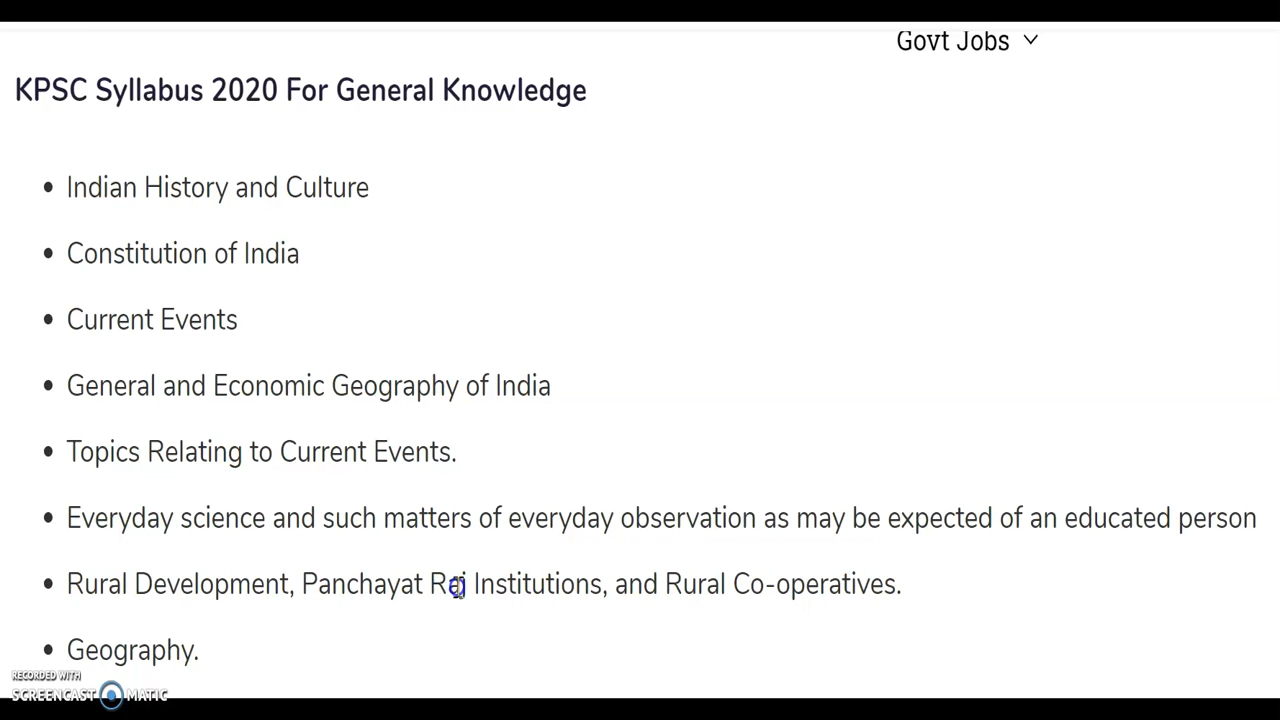 Govt Jobs
KPSC Syllabus 2020 For General Knowledge
• Indian History and Culture
• Constitution of India
• Current Events
• General and Economic Geography of India
• Topics Relating to Current Events.
• Everyday science and such matters of everyday observation as may be expected of an educated person
• Rural Development, Panchayat Raj Institutions, and Rural Co-operatives.
• Geography.
RECORDED WITH
SCREENCAST MATIC